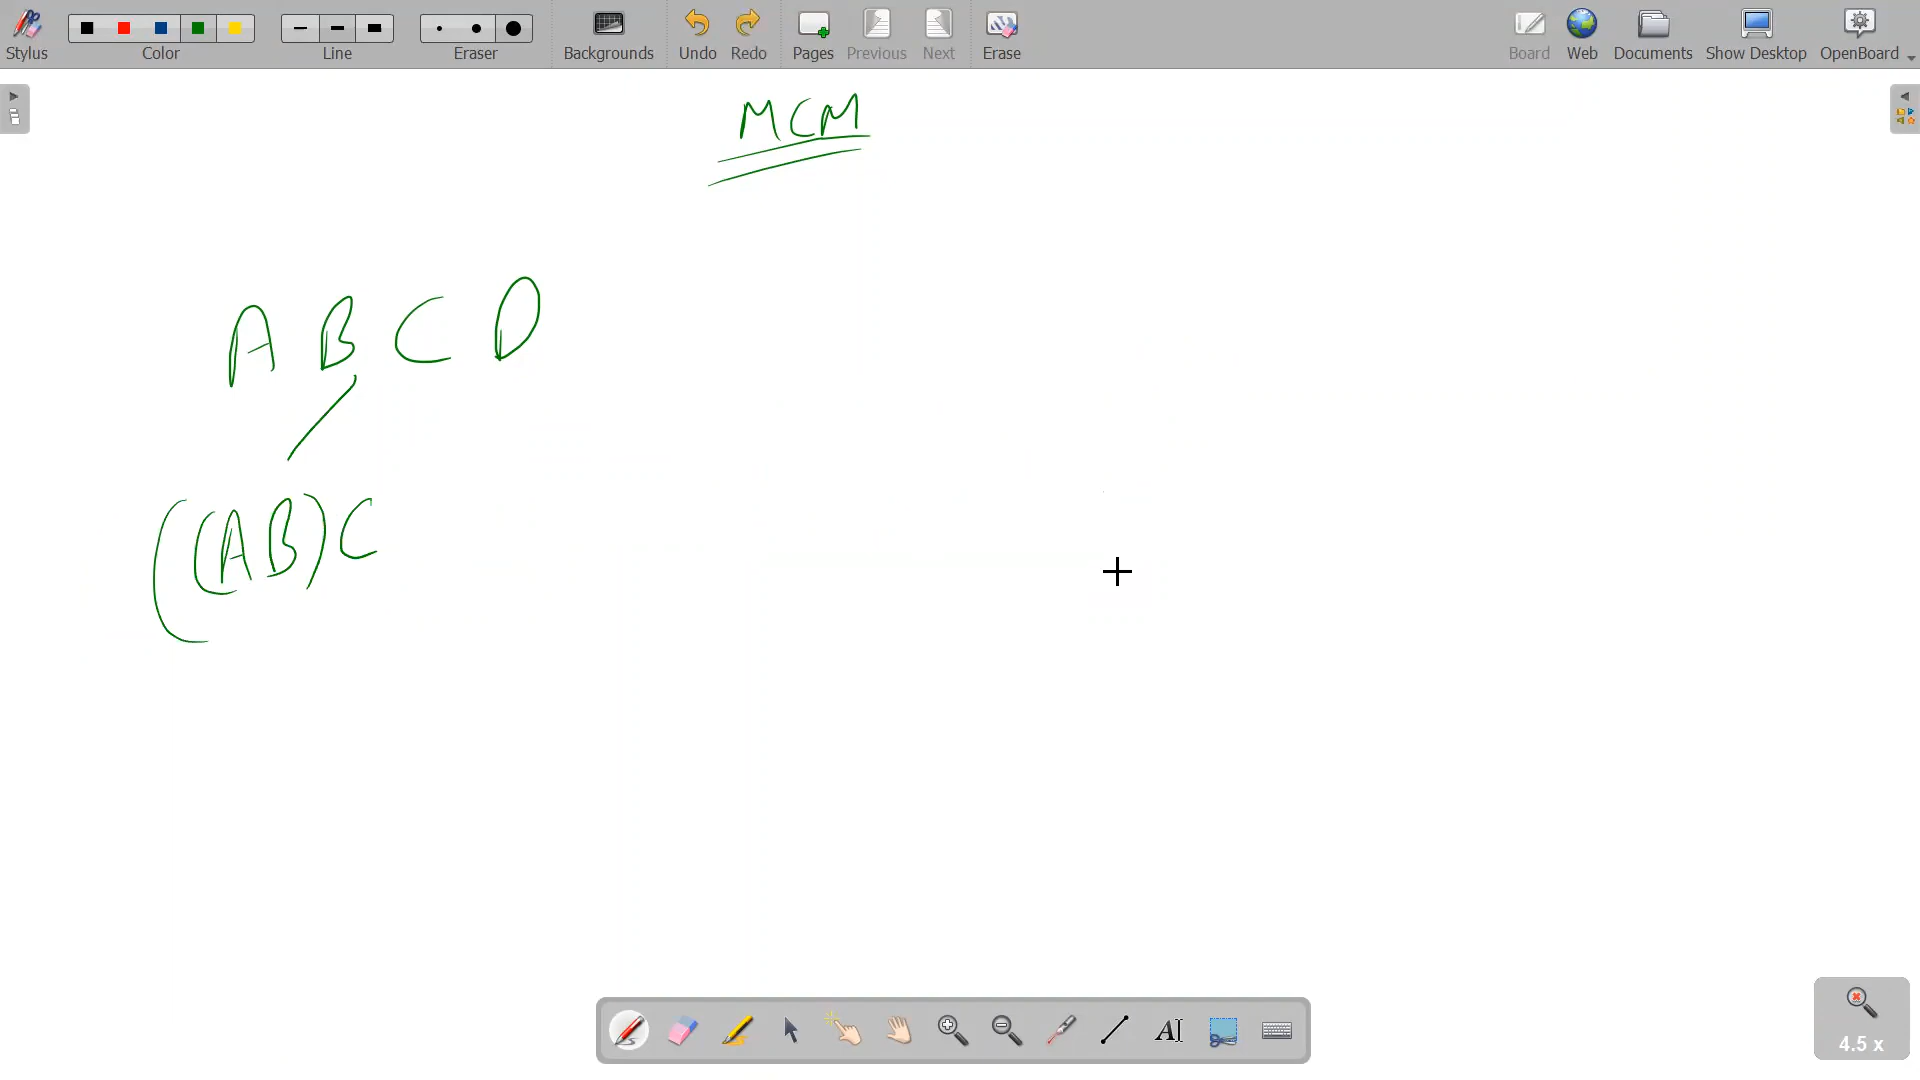 Stylus Color Line Eraser Backgrounds Undo Redo Pages Previous Next Erase Board Web Documents Show Desktop OpenBoard
MCM
A B C D
((AB)C
4.5 x